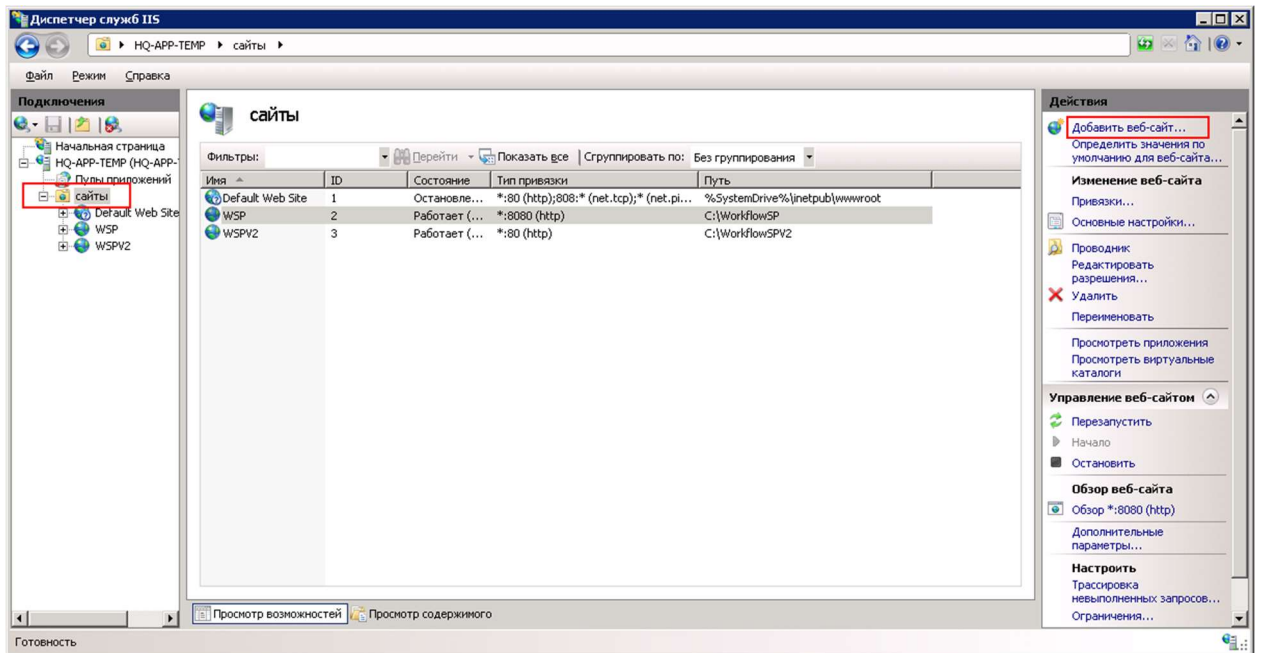 Диспетчер служб IIS
HQ-APP-TEMP сайты
Файл Режим Справка
Подключения
Начальная страница
HQ-APP-TEMP (HQ-APP-
Пулы приложений
сайты
Default Web Site
WSP
WSPV2
сайты
Фильтры: Перейти Показать все Сгруппировать по: Без группирования
Имя ID Состояние Тип привязки Путь
Default Web Site 1 Остановле... *:80 (http);808:* (net.tcp);* (net.pi... %SystemDrive%\inetpub\wwwroot
WSP 2 Работает (... *:8080 (http) C:\WorkflowSP
WSPV2 3 Работает (... *:80 (http) C:\WorkflowSPV2
Просмотр возможностей Просмотр содержимого
Действия
Добавить веб-сайт...
Определить значения по
умолчанию для веб-сайта...
Изменение веб-сайта
Привязки...
Основные настройки...
Проводник
Редактировать
разрешения...
Удалить
Переименовать
Просмотреть приложения
Просмотреть виртуальные
каталоги
Управление веб-сайтом
Перезапустить
Начало
Остановить
Обзор веб-сайта
Обзор *:8080 (http)
Дополнительные
параметры...
Настроить
Трассировка
невыполненных запросов...
Ограничения...
Готовность